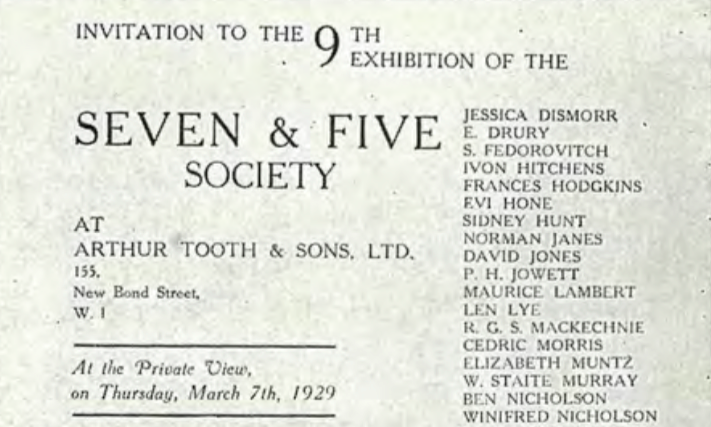 INVITATION TO THE 9TH
EXHIBITION OF THE
SEVEN & FIVE
SOCIETY
AT
ARTHUR TOOTH & SONS, LTD.
155,
New Bond Street,
W. 1
At the Private View,
on Thursday, March 7th, 1929
JESSICA DISMORR
E. DRURY
S. FEDOROVITCH
IVON HITCHENS
FRANCES HODGKINS
EVI HONE
SIDNEY HUNT
NORMAN JANES
DAVID JONES
P. H. JOWETT
MAURICE LAMBERT
LEN LYE
R. G. S. MACKECHNIE
CEDRIC MORRIS
ELIZABETH MUNTZ
W. STAITE MURRAY
BEN NICHOLSON
WINIFRED NICHOLSON